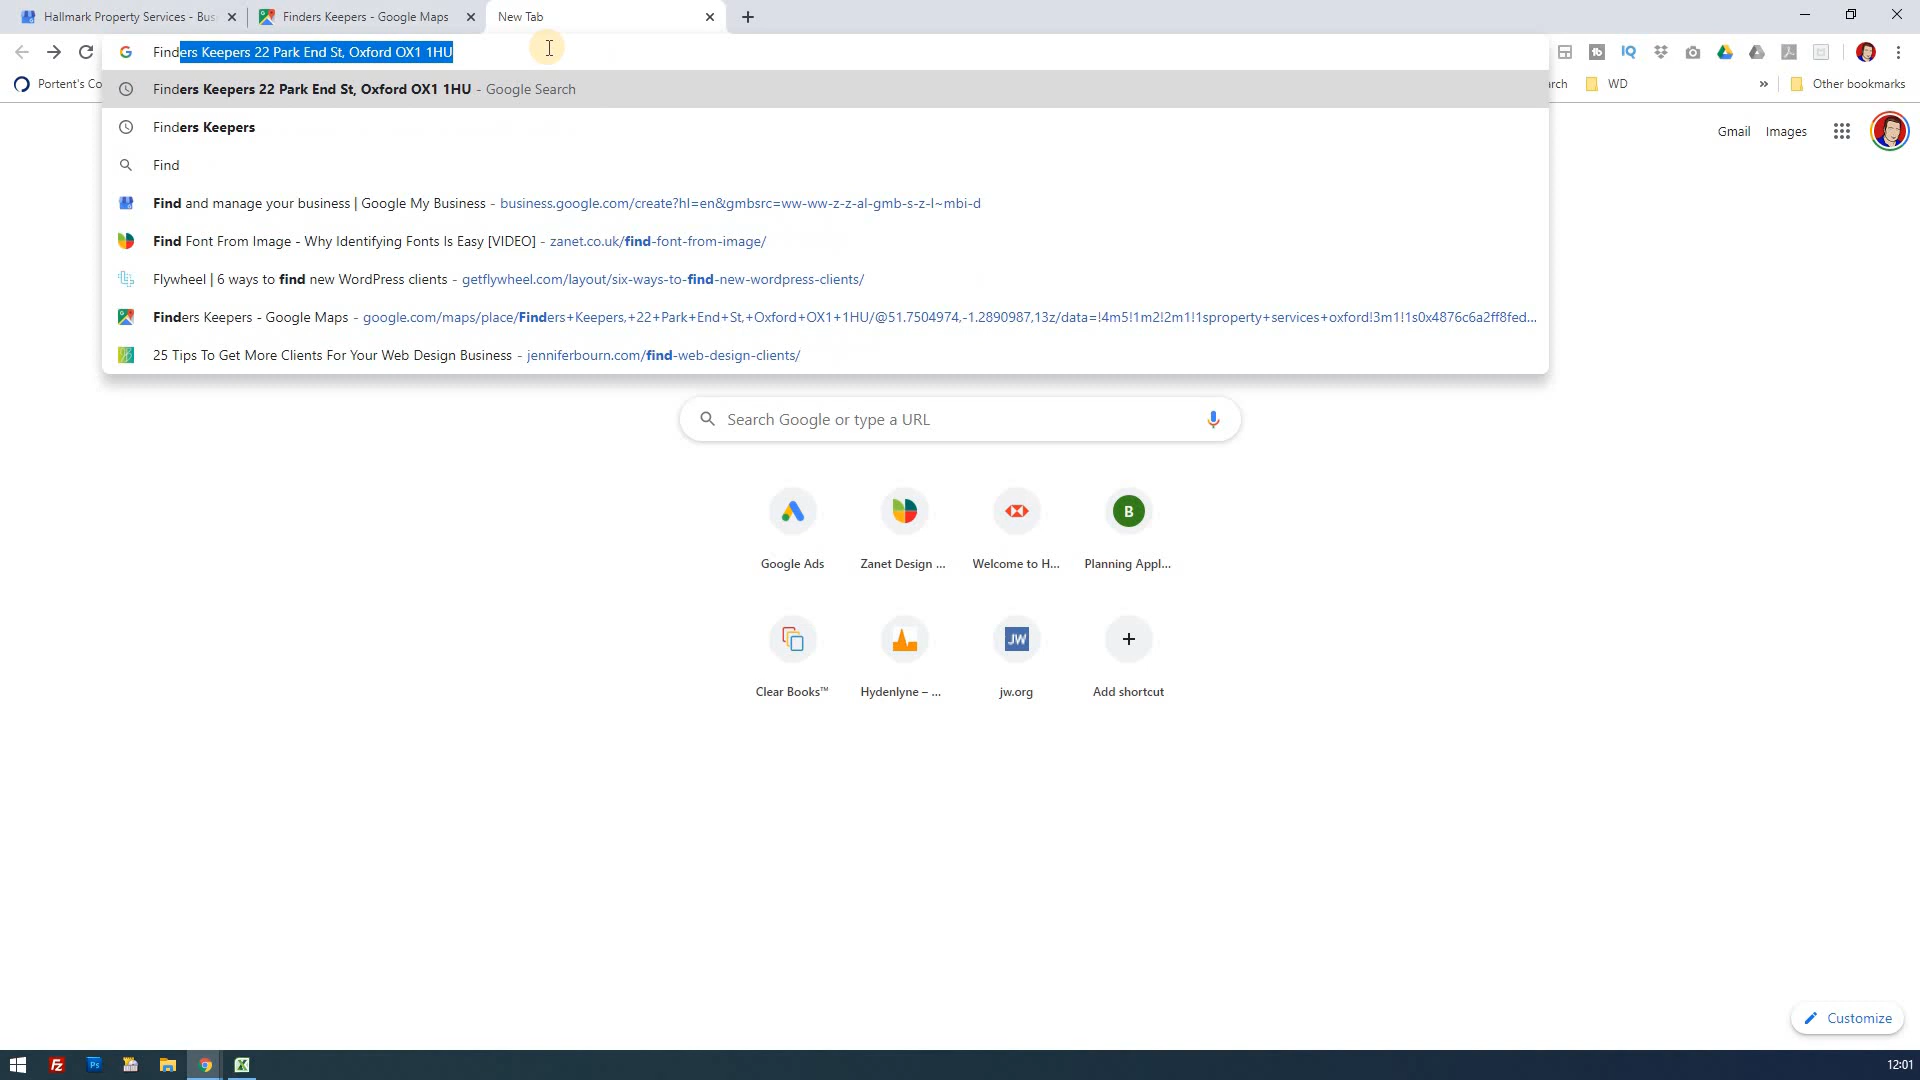 Hallmark Property Services - Bus
Finders Keepers - Google Maps
New Tab
Finders Keepers 22 Park End St, Oxford OX1 1HU
Portent's Co
arch
WD
»
Other bookmarks
Finders Keepers 22 Park End St, Oxford OX1 1HU - Google Search
Finders Keepers
Find
Find and manage your business | Google My Business - business.google.com/create?hl=en&gmbsrc=ww-ww-z-z-al-gmb-s-z-l~mbi-d
Find Font From Image - Why Identifying Fonts Is Easy [VIDEO] - zanet.co.uk/find-font-from-image/
Flywheel | 6 ways to find new WordPress clients - getflywheel.com/layout/six-ways-to-find-new-wordpress-clients/
Finders Keepers - Google Maps - google.com/maps/place/Finders+Keepers,+22+Park+End+St,+Oxford+OX1+1HU/@51.7504974,-1.2890987,13z/data=!4m5!1m2!2m1!1sproperty+services+oxford!3m1!1s0x4876c6a2ff8fed...
25 Tips To Get More Clients For Your Web Design Business - jenniferbourn.com/find-web-design-clients/
Gmail Images
Search Google or type a URL
B
Google Ads
Zanet Design ...
Welcome to H...
Planning Appl...
JW
Clear Books™
Hydenlyne – ...
jw.org
Add shortcut
Customize
Fz
Ps
12:01